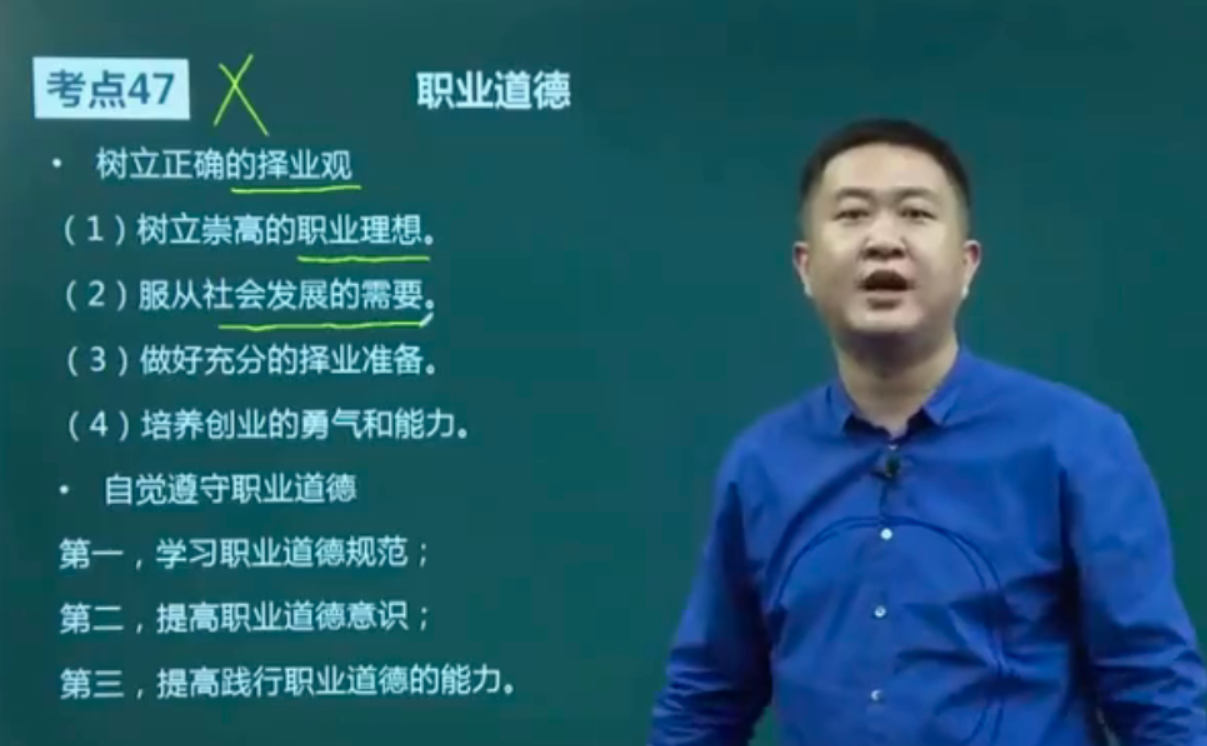 考点47 职业道德
• 树立正确的择业观
（1）树立崇高的职业理想。
（2）服从社会发展的需要。
（3）做好充分的择业准备。
（4）培养创业的勇气和能力。
• 自觉遵守职业道德
第一，学习职业道德规范；
第二，提高职业道德意识；
第三，提高践行职业道德的能力。